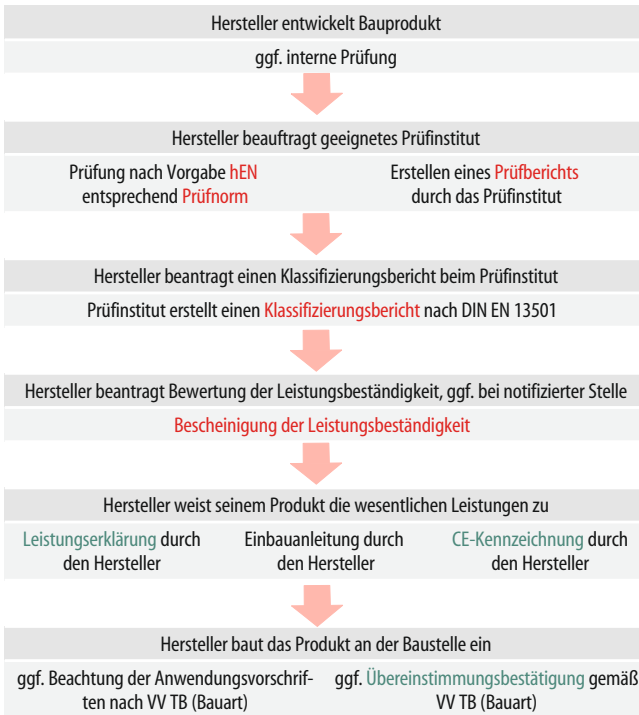 Hersteller entwickelt Bauprodukt
ggf. interne Prüfung
Hersteller beauftragt geeignetes Prüfinstitut
Prüfung nach Vorgabe hEN
entsprechend Prüfnorm
Erstellen eines Prüfberichts
durch das Prüfinstitut
Hersteller beantragt einen Klassifizierungsbericht beim Prüfinstitut
Prüfinstitut erstellt einen Klassifizierungsbericht nach DIN EN 13501
Hersteller beantragt Bewertung der Leistungsbeständigkeit, ggf. bei notifizierter Stelle
Bescheinigung der Leistungsbeständigkeit
Hersteller weist seinem Produkt die wesentlichen Leistungen zu
Leistungserklärung durch
den Hersteller
Einbauanleitung durch
den Hersteller
CE-Kennzeichnung durch
den Hersteller
Hersteller baut das Produkt an der Baustelle ein
ggf. Beachtung der Anwendungsvorschrif-
ten nach VV TB (Bauart)
ggf. Übereinstimmungsbestätigung gemäß
VV TB (Bauart)